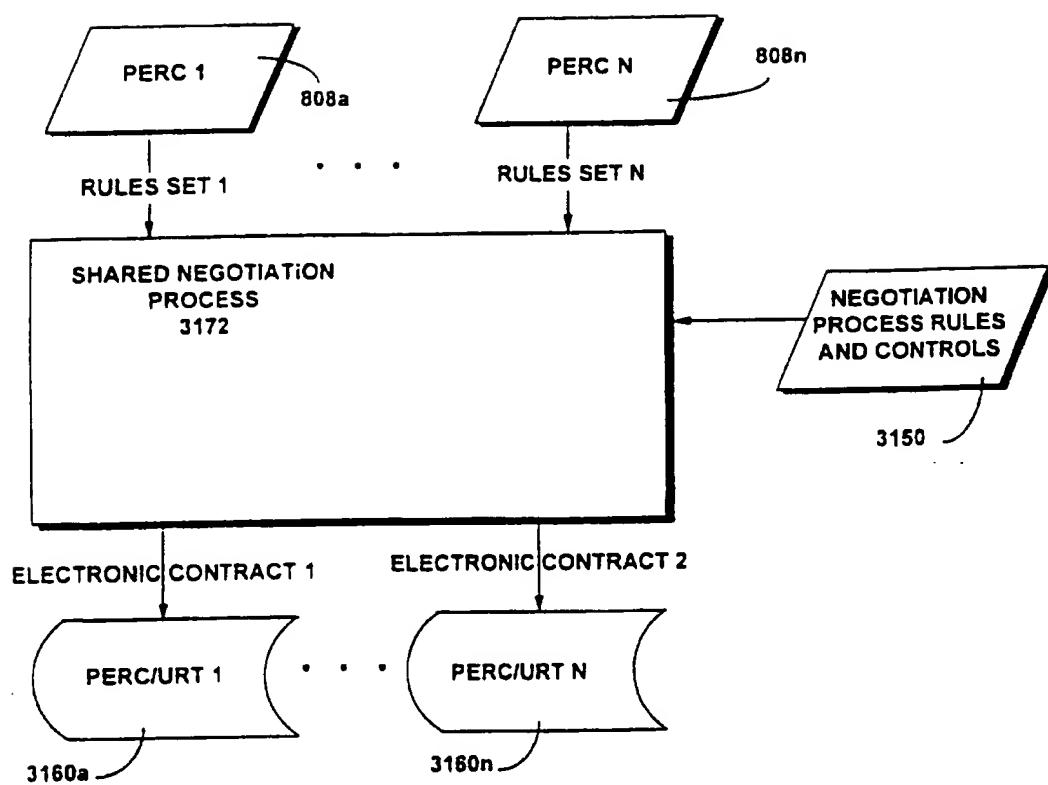 PERC 1
808a
PERC N
808n
RULES SET 1
RULES SET N
SHARED NEGOTIATiON
PROCESS
3172
NEGOTIATION
PROCESS RULES
AND CONTROLS
3150
ELECTRONIC CONTRACT 1
ELECTRONIC CONTRACT 2
PERC/URT 1
PERC/URT N
3160a
3160n